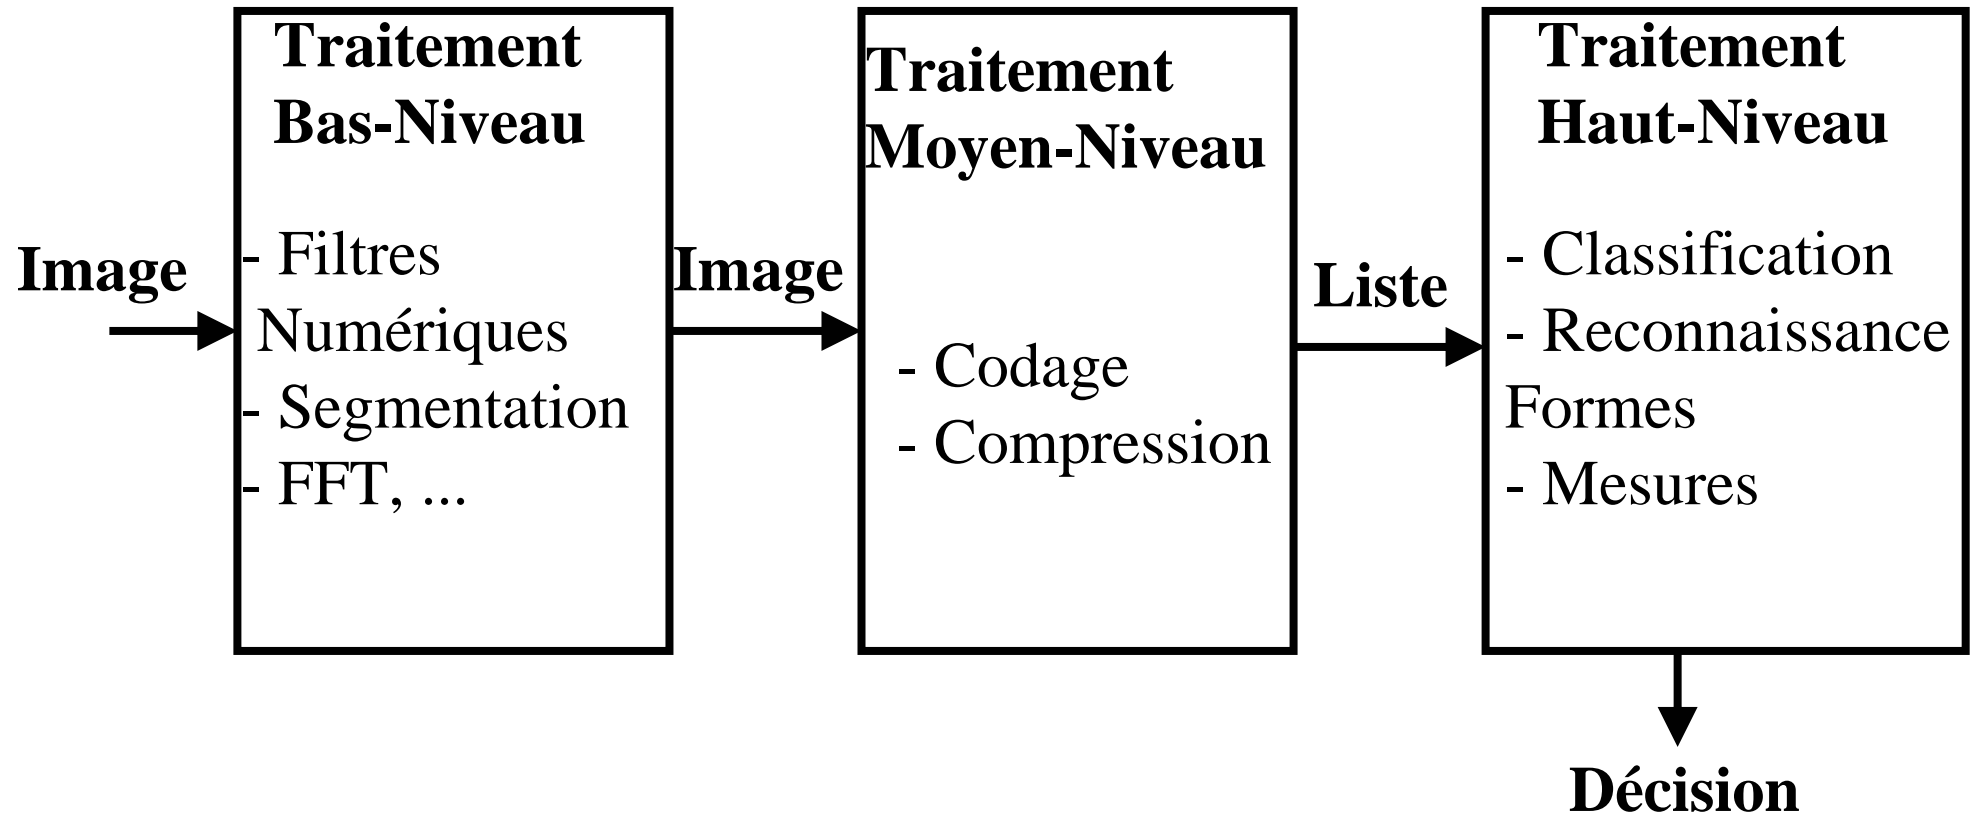 Image
Traitement
Bas-Niveau
- Filtres
Numériques
- Segmentation
- FFT, ...
Image
Traitement
Moyen-Niveau
- Codage
- Compression
Liste
Traitement
Haut-Niveau
- Classification
- Reconnaissance
Formes
- Mesures
Décision